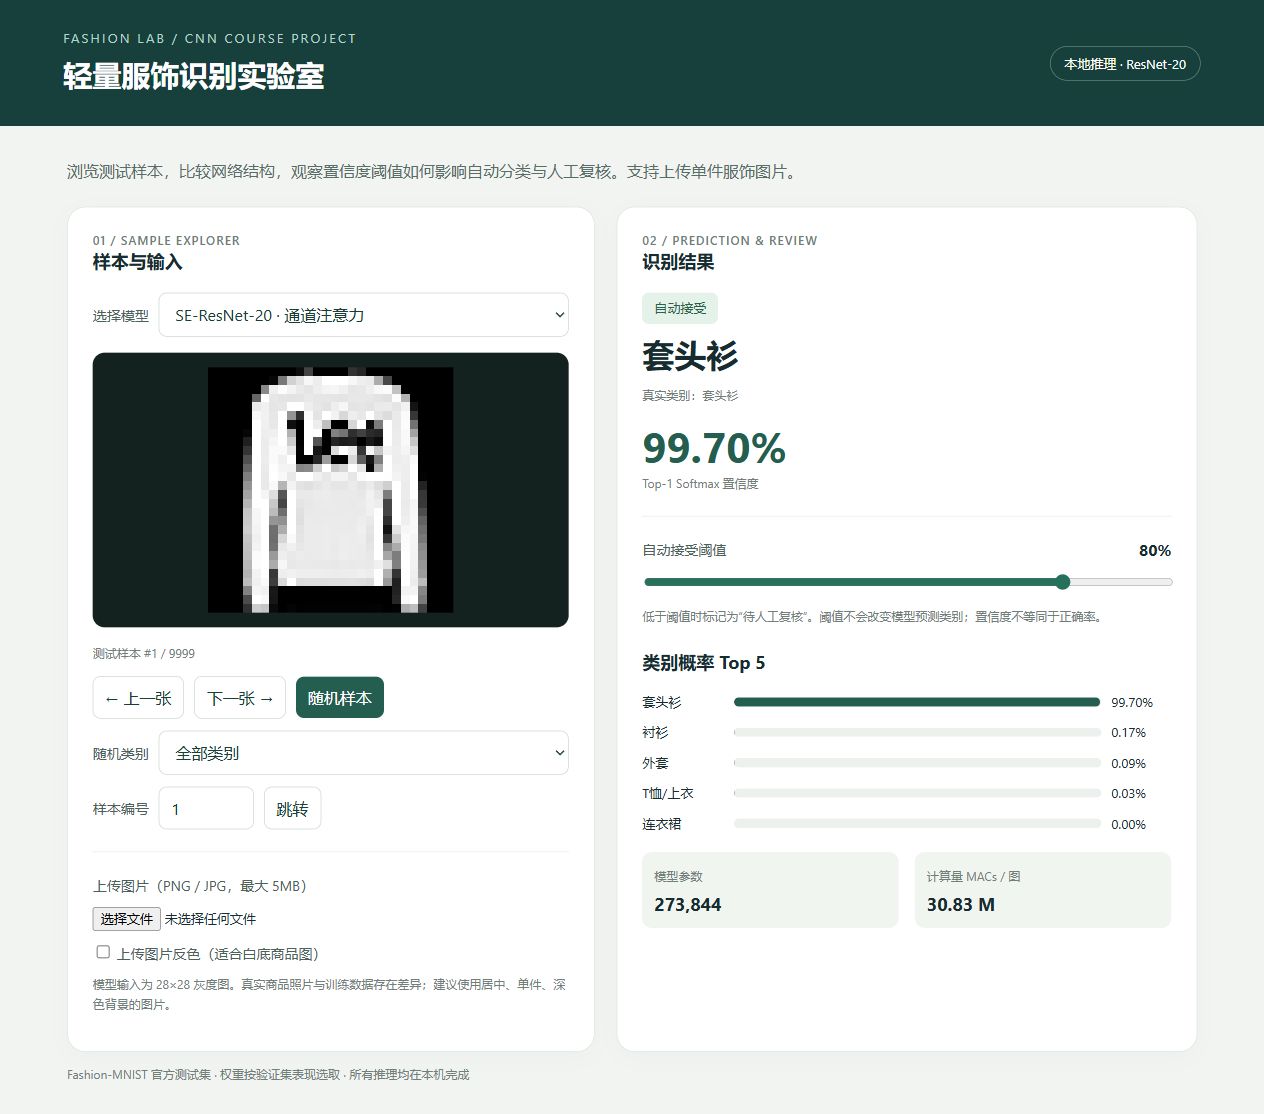 FASHION LAB / CNN COURSE PROJECT
轻量服饰识别实验室
本地推理 · ResNet-20
浏览测试样本，比较网络结构，观察置信度阈值如何影响自动分类与人工复核。支持上传单件服饰图片。
01 / SAMPLE EXPLORER
样本与输入
选择模型
SE-ResNet-20 · 通道注意力
测试样本 #1 / 9999
← 上一张
下一张 →
随机样本
随机类别
全部类别
样本编号
1
跳转
上传图片（PNG / JPG，最大 5MB）
选择文件 未选择任何文件
上传图片反色（适合白底商品图）
模型输入为 28×28 灰度图。真实商品照片与训练数据存在差异；建议使用居中、单件、深
色背景的图片。
02 / PREDICTION & REVIEW
识别结果
自动接受
套头衫
真实类别：套头衫
99.70%
Top-1 Softmax 置信度
自动接受阈值
80%
低于阈值时标记为“待人工复核”。阈值不会改变模型预测类别；置信度不等同于正确率。
类别概率 Top 5
套头衫 99.70%
衬衫 0.17%
外套 0.09%
T恤/上衣 0.03%
连衣裙 0.00%
模型参数
273,844
计算量 MACs / 图
30.83 M
Fashion-MNIST 官方测试集 · 权重按验证集表现选取 · 所有推理均在本机完成